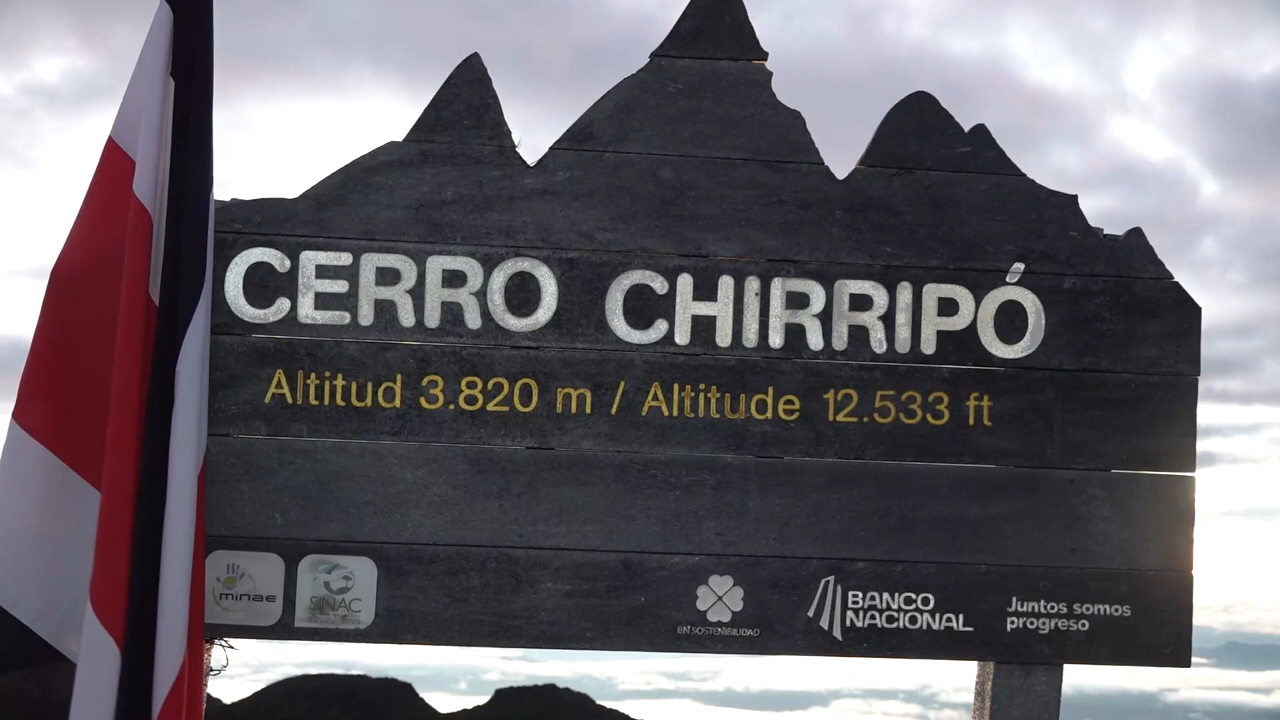 CERRO CHIRRIPÓ
Altitud 3.820 m / Altitude 12.533 ft
minae
SINAC
BN SOSTENIBILIDAD
BANCO
NACIONAL
Juntos somos
progreso